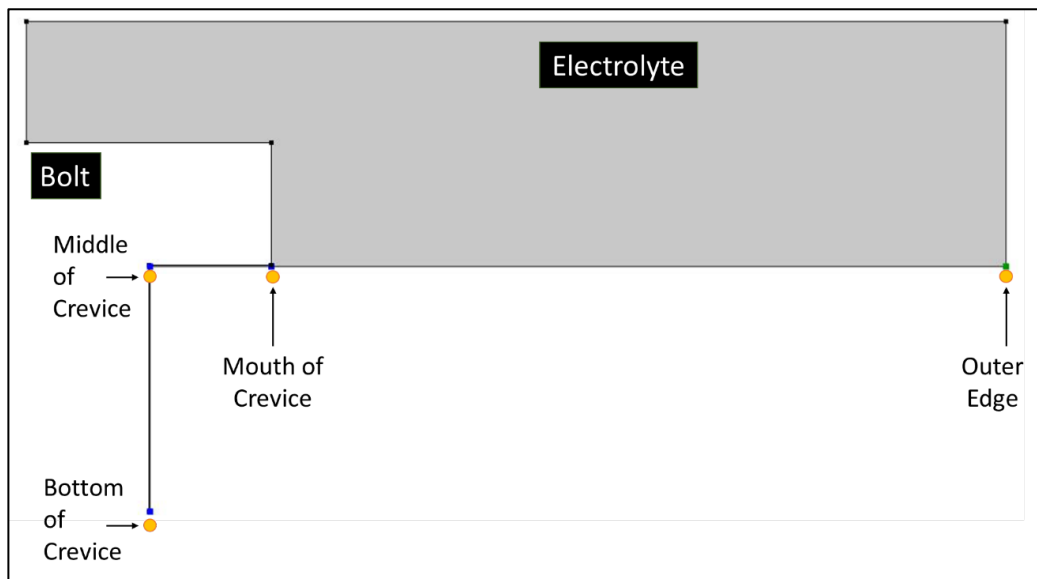 Electrolyte
Bolt
Middle
of
Crevice
Mouth of
Crevice
Outer
Edge
Bottom
of
Crevice